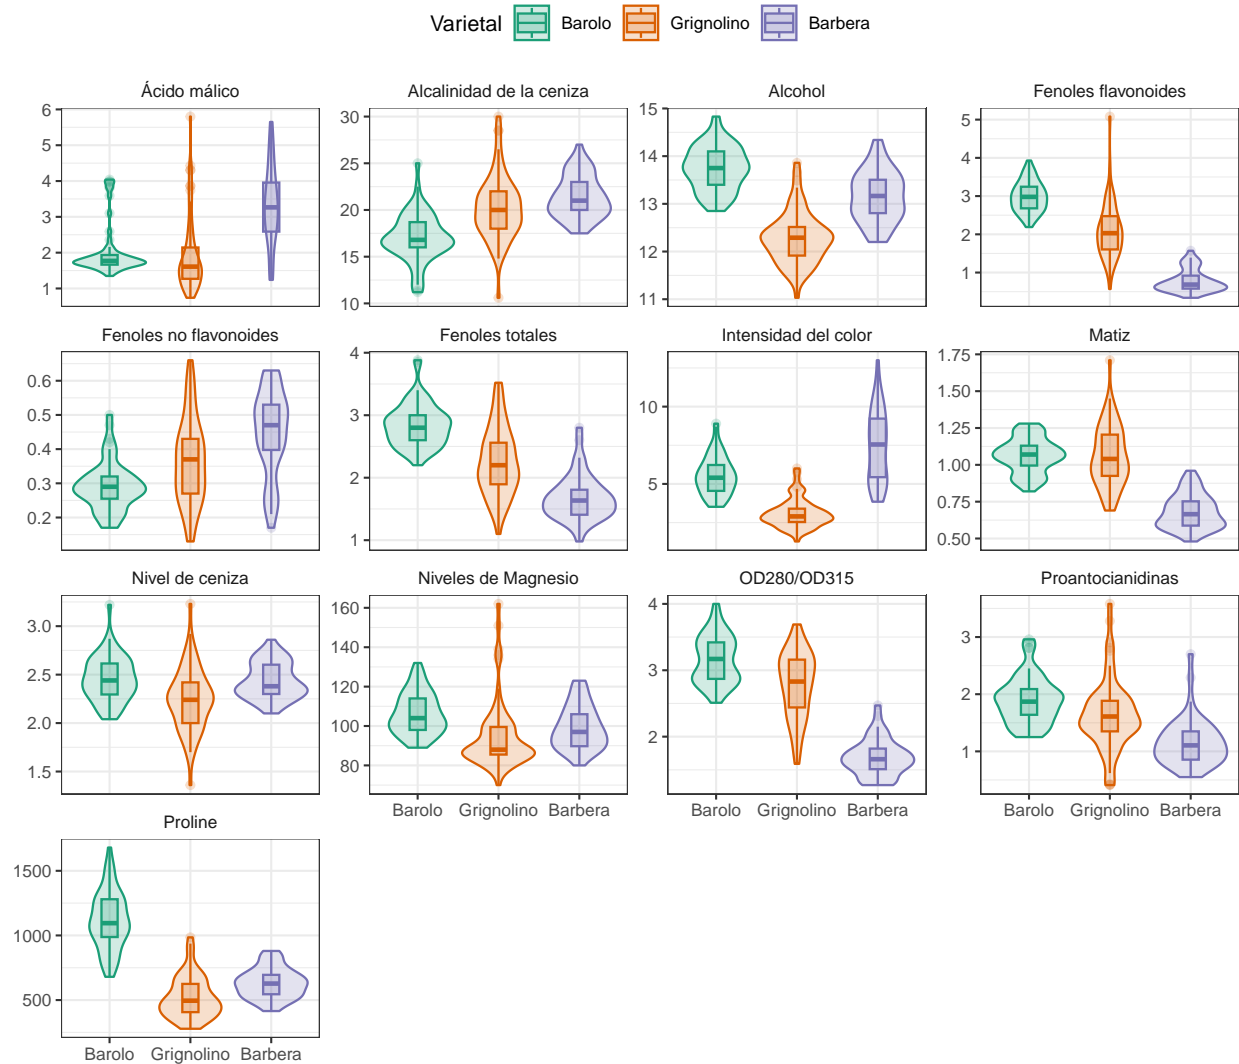 Varietal Barolo Grignolino Barbera
Ácido málico Alcalinidad de la ceniza Alcohol Fenoles flavonoides
6 5 4 3 2 1
30 25 20 15 10
15 14 13 12 11
5 4 3 2 1
Fenoles no flavonoides Fenoles totales Intensidad del color Matiz
0.6 0.5 0.4 0.3 0.2
4 3 2 1
10 5
1.75 1.50 1.25 1.00 0.75 0.50
Nivel de ceniza Niveles de Magnesio OD280/OD315 Proantocianidinas
3.0 2.5 2.0 1.5
160 140 120 100 80
4 3 2
3 2 1
Barolo Grignolino Barbera Barolo Grignolino Barbera Barolo Grignolino Barbera
Proline
1500 1000 500
Barolo Grignolino Barbera